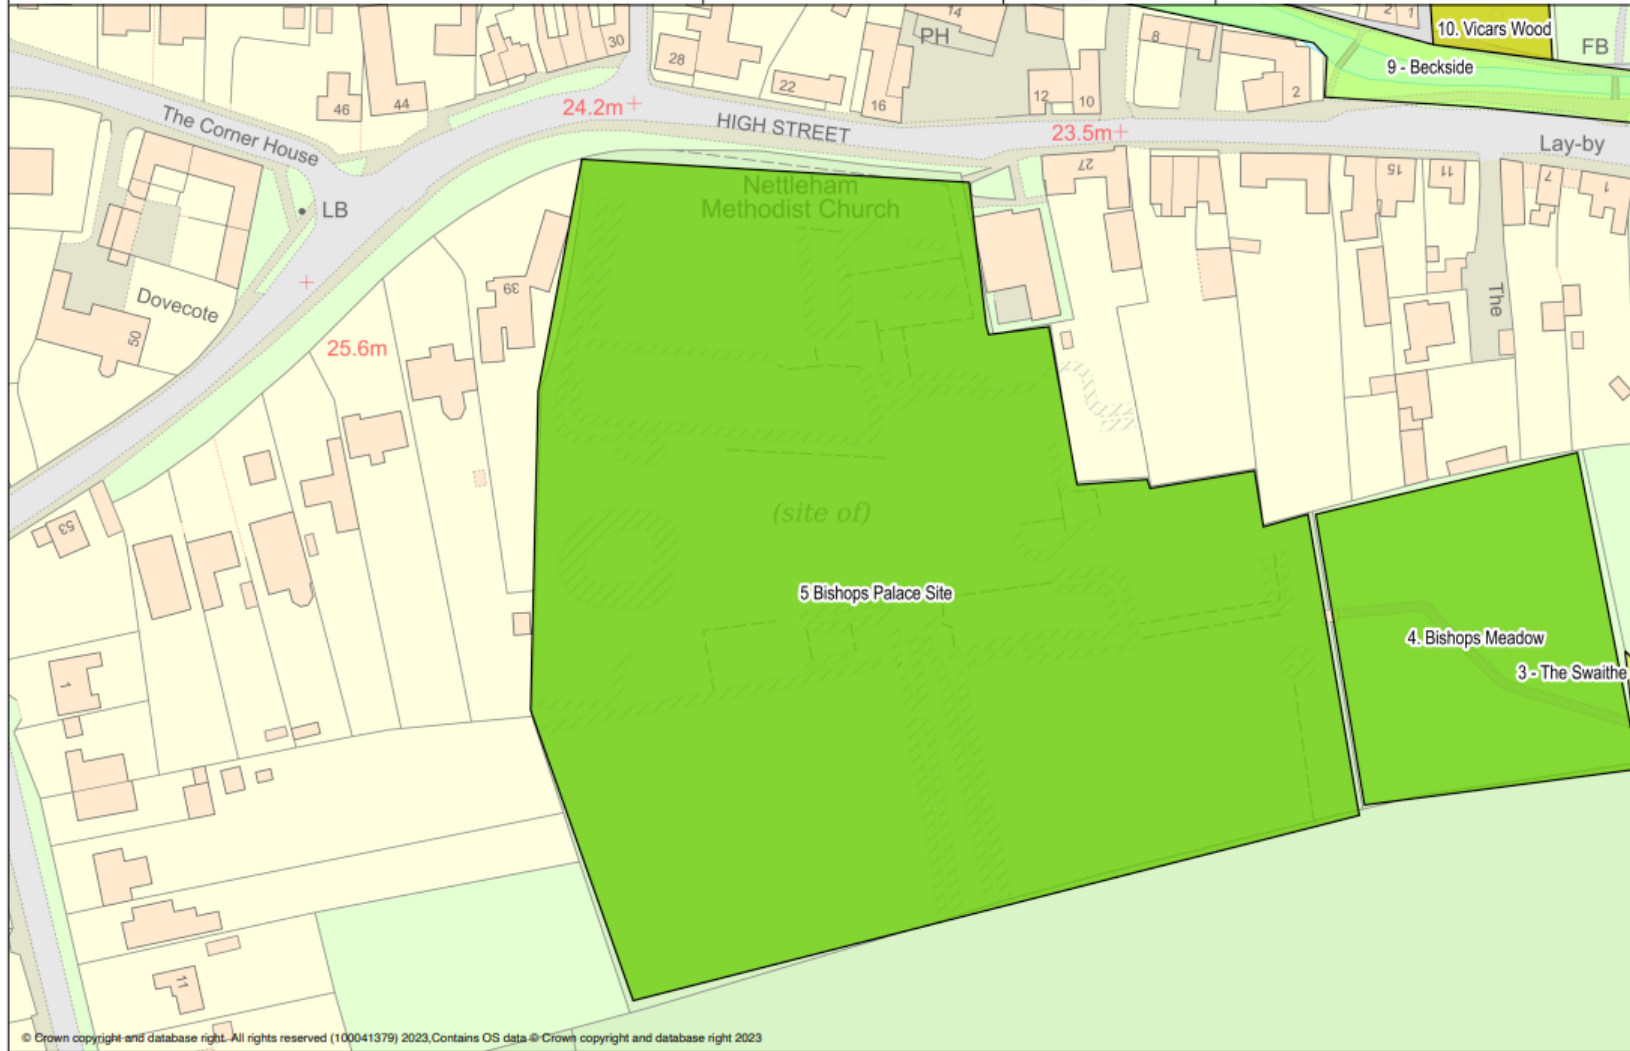 14
PH
30
28
22
16
12
10
8
2
2
1
10. Vicars Wood
FB
9 - Beckside
46
44
24.2m
HIGH STREET
23.5m
Lay-by
The Corner House
LB
Nettleham
Methodist Church
27
15
11
7
1
Dovecote
50
39
25.6m
The
(site of)
53
5 Bishops Palace Site
4. Bishops Meadow
3 - The Swaithe
1
11
© Crown copyright and database right. All rights reserved (100041379) 2023,Contains OS data © Crown copyright and database right 2023